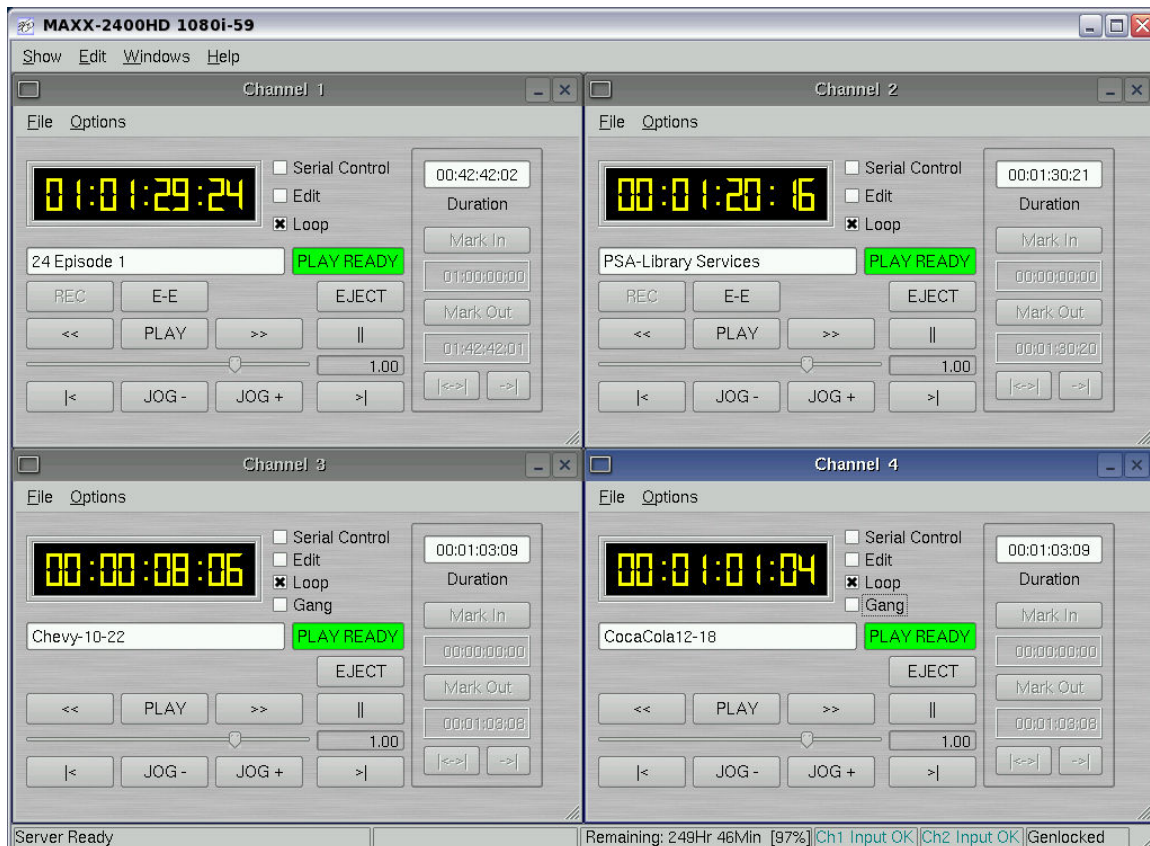 MAXX-2400HD 1080i-59
Show Edit Windows Help
Channel 1
File Options
01:01:29:24
Serial Control
Edit
Loop
00:42:42:02
Duration
Mark In
01:00:00:00
Mark Out
01:42:42:01
|<->| ->|
24 Episode 1
PLAY READY
REC E-E EJECT
<< PLAY >> ||
1.00
|< JOG - JOG + >|
Channel 2
File Options
00:01:20:16
Serial Control
Edit
Loop
00:01:30:21
Duration
Mark In
00:00:00:00
Mark Out
00:01:30:20
|<->| ->|
PSA-Library Services
PLAY READY
REC E-E EJECT
<< PLAY >> ||
1.00
|< JOG - JOG + >|
Channel 3
File Options
00:00:08:06
Serial Control
Edit
Loop
Gang
00:01:03:09
Duration
Mark In
00:00:00:00
Mark Out
00:01:03:08
|<->| ->|
Chevy-10-22
PLAY READY
EJECT
<< PLAY >> ||
1.00
|< JOG - JOG + >|
Channel 4
File Options
00:01:01:04
Serial Control
Edit
Loop
Gang
00:01:03:09
Duration
Mark In
00:00:00:00
Mark Out
00:01:03:08
|<->| ->|
CocaCola12-18
PLAY READY
EJECT
<< PLAY >> ||
1.00
|< JOG - JOG + >|
Server Ready
Remaining: 249Hr 46Min [97%] Ch1 Input OK Ch2 Input OK Genlocked